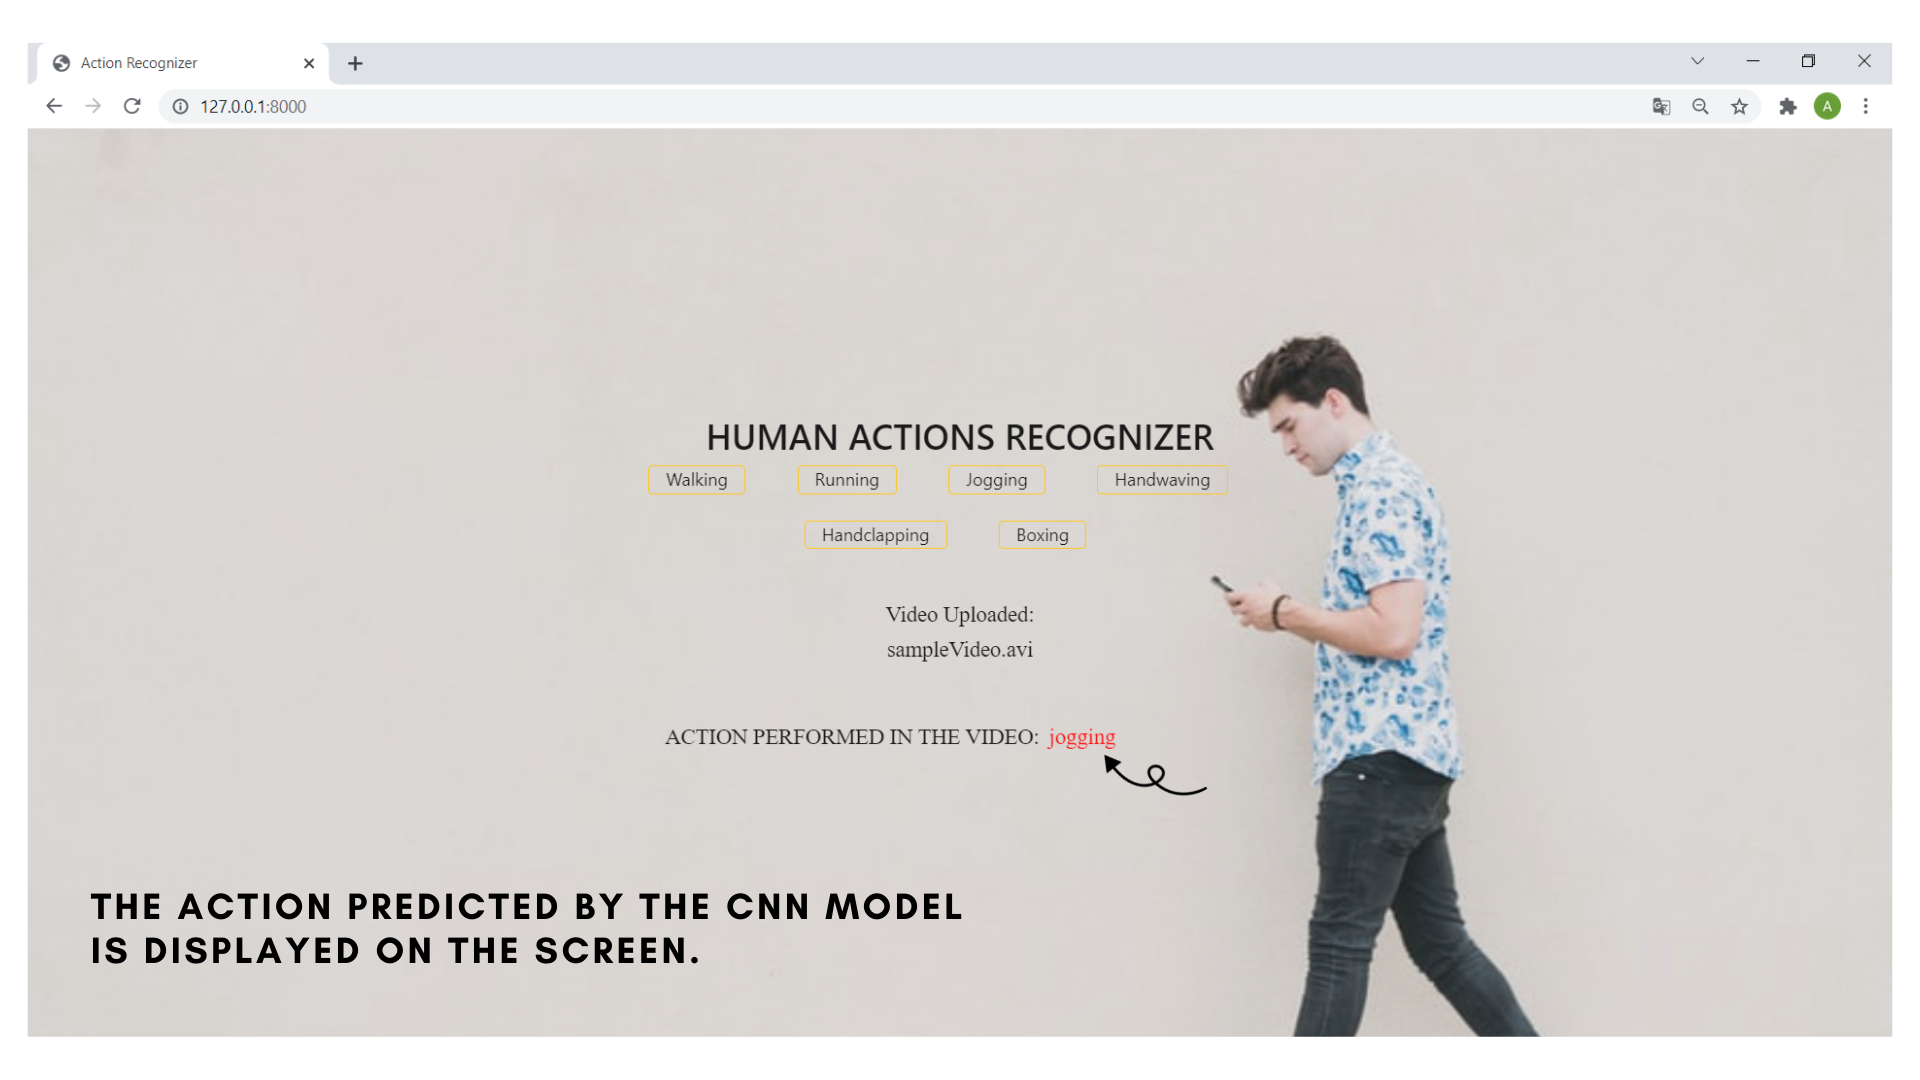 Action Recognizer
127.0.0.1:8000
A
HUMAN ACTIONS RECOGNIZER
Walking Running Jogging Handwaving
Handclapping Boxing
Video Uploaded:
sampleVideo.avi
ACTION PERFORMED IN THE VIDEO: jogging
THE ACTION PREDICTED BY THE CNN MODEL
IS DISPLAYED ON THE SCREEN.